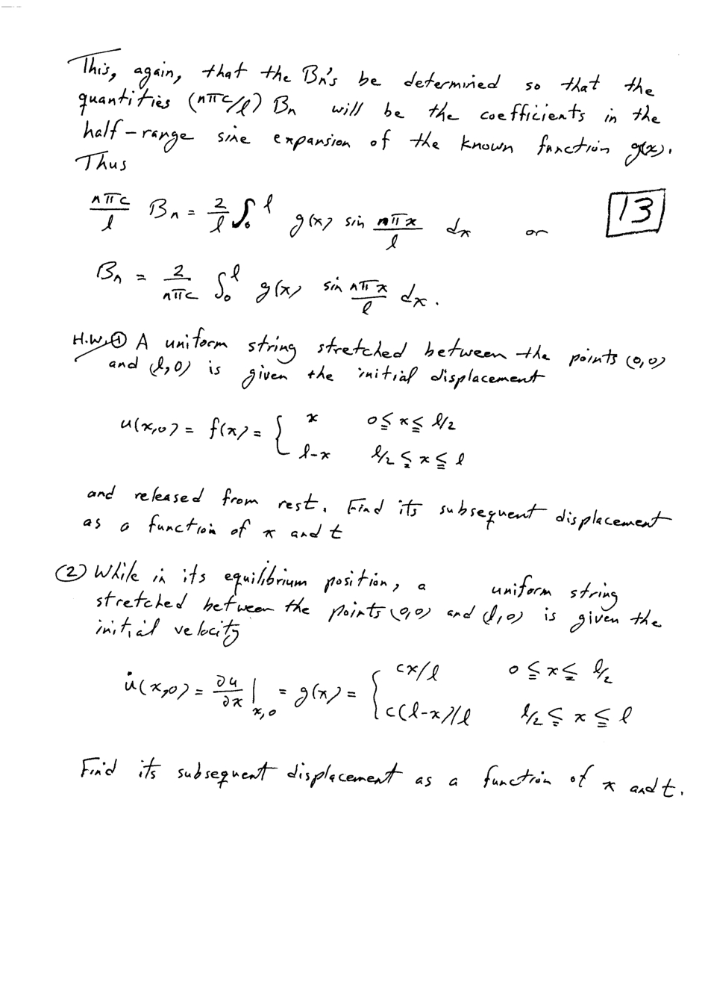 This, again, that the Bn's be determined so that the
quantities (nπc/l) Bn will be the coefficients in the
half-range sine expansion of the known function g(x).
Thus
nπc/l Bn = 2/l ∫₀^l g(x) sin nπx/l dx or
13
Bn = 2/nπc ∫₀^l g(x) sin nπx/l dx.
H.W. ① A uniform string stretched between the points (0,0)
and (l,0) is given the initial displacement
u(x,0) = f(x) = { x 0 ≦ x ≦ l/2
l-x l/2 ≦ x ≦ l
and released from rest. Find its subsequent displacement
as a function of x and t
② While in its equilibrium position, a uniform string
stretched between the points (0,0) and (l,0) is given the
initial velocity
u̇(x,0) = ∂u/∂x |x,0 = g(x) = { cx/l 0 ≦ x ≦ l/2
c(l-x)/l l/2 ≦ x ≦ l
Find its subsequent displacement as a function of x and t.